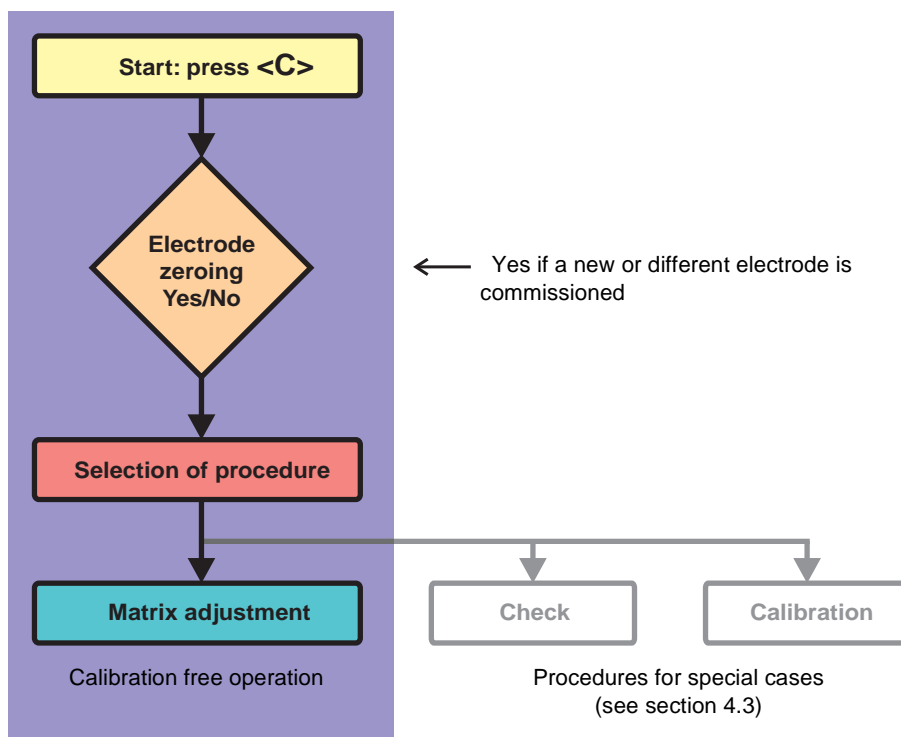 Start: press <C>
Electrode
zeroing
Yes/No
Yes if a new or different electrode is
commissioned
Selection of procedure
Matrix adjustment
Check
Calibration
Calibration free operation
Procedures for special cases
(see section 4.3)